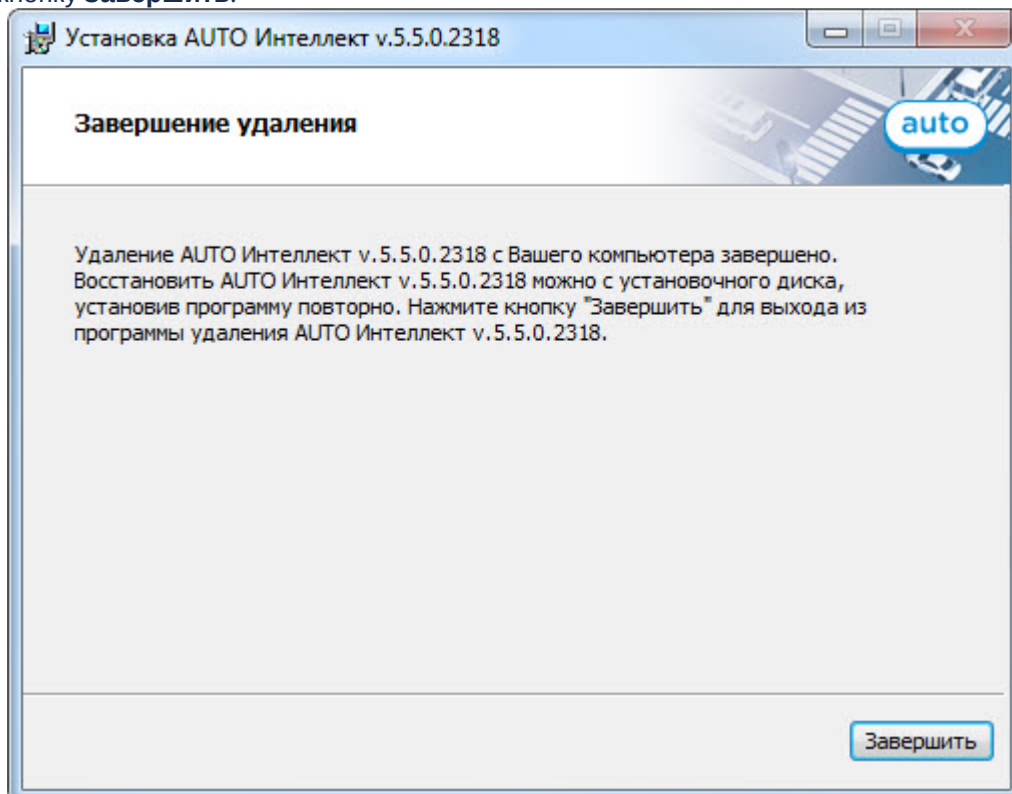 кнопку Завершить.
Установка AUTO Интеллект v.5.5.0.2318
Завершение удаления
auto
Удаление AUTO Интеллект v.5.5.0.2318 с Вашего компьютера завершено.
Восстановить AUTO Интеллект v.5.5.0.2318 можно с установочного диска,
установив программу повторно. Нажмите кнопку "Завершить" для выхода из
программы удаления AUTO Интеллект v.5.5.0.2318.
Завершить